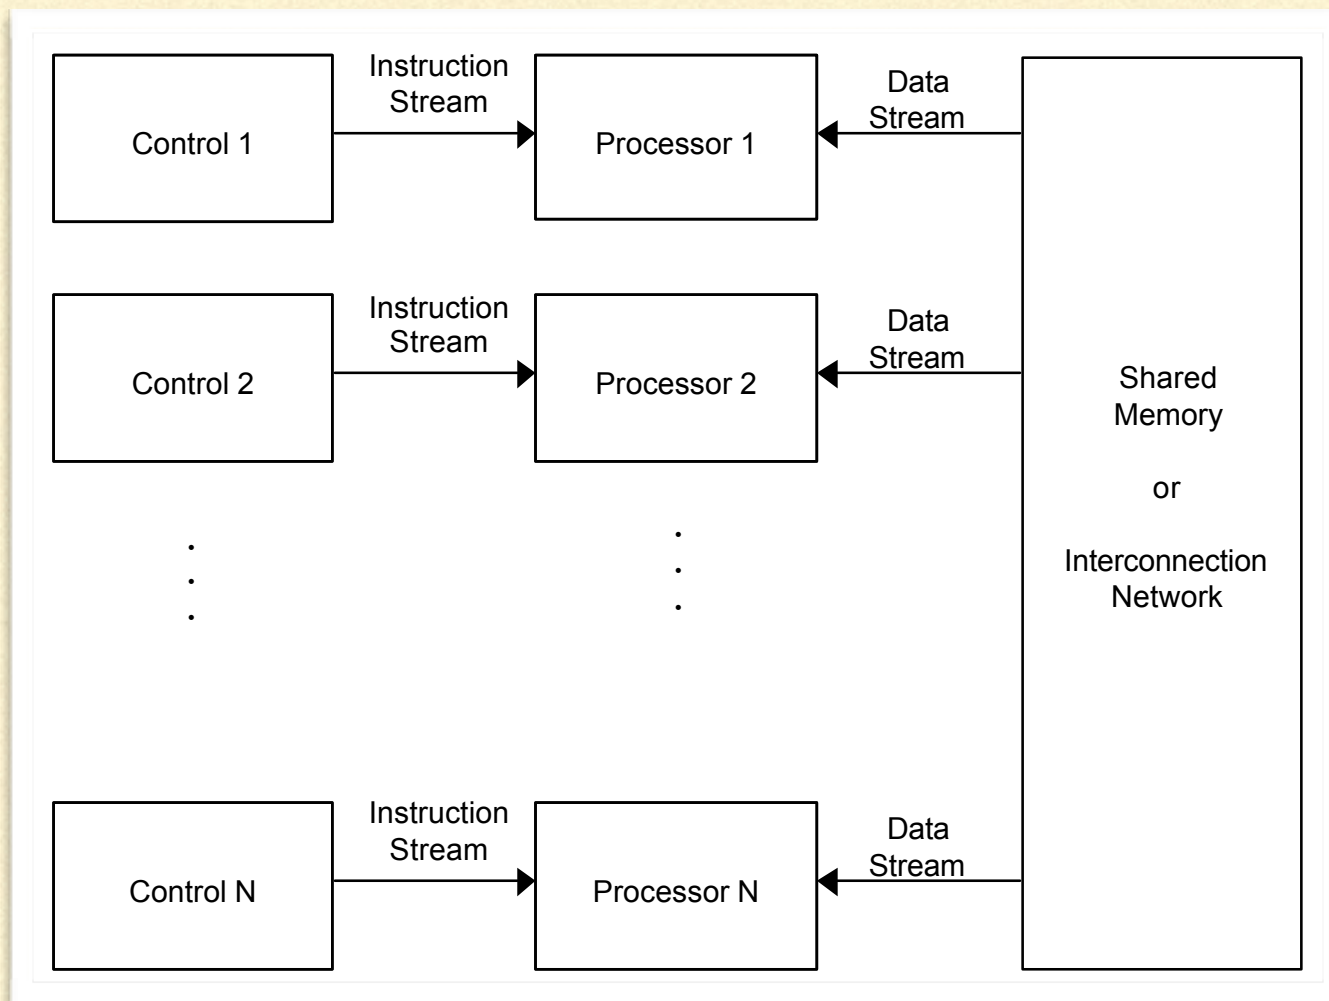 Instruction
Stream
Data
Stream
Control 1
Processor 1
Instruction
Stream
Data
Stream
Control 2
Processor 2
Shared
Memory
or
Interconnection
Network
.
.
.
.
.
.
Instruction
Stream
Data
Stream
Control N
Processor N